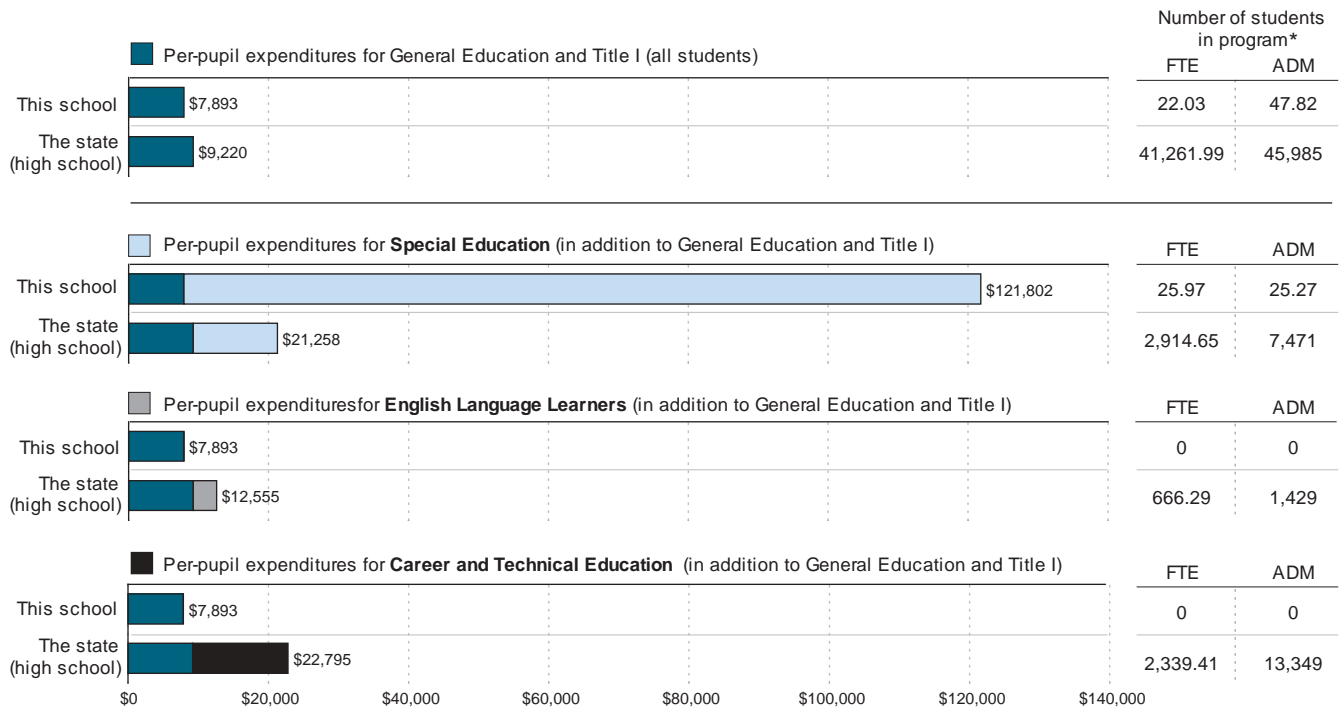 Number of students
in program*
Per-pupil expenditures for General Education and Title I (all students)
FTE ADM
This school $7,893 22.03 47.82
The state
(high school) $9,220 41,261.99 45,985
Per-pupil expenditures for Special Education (in addition to General Education and Title I)
FTE ADM
This school $121,802 25.97 25.27
The state
(high school) $21,258 2,914.65 7,471
Per-pupil expendituresfor English Language Learners (in addition to General Education and Title I)
FTE ADM
This school $7,893 0 0
The state
(high school) $12,555 666.29 1,429
Per-pupil expenditures for Career and Technical Education (in addition to General Education and Title I)
FTE ADM
This school $7,893 0 0
The state
(high school) $22,795 2,339.41 13,349
$0 $20,000 $40,000 $60,000 $80,000 $100,000 $120,000 $140,000